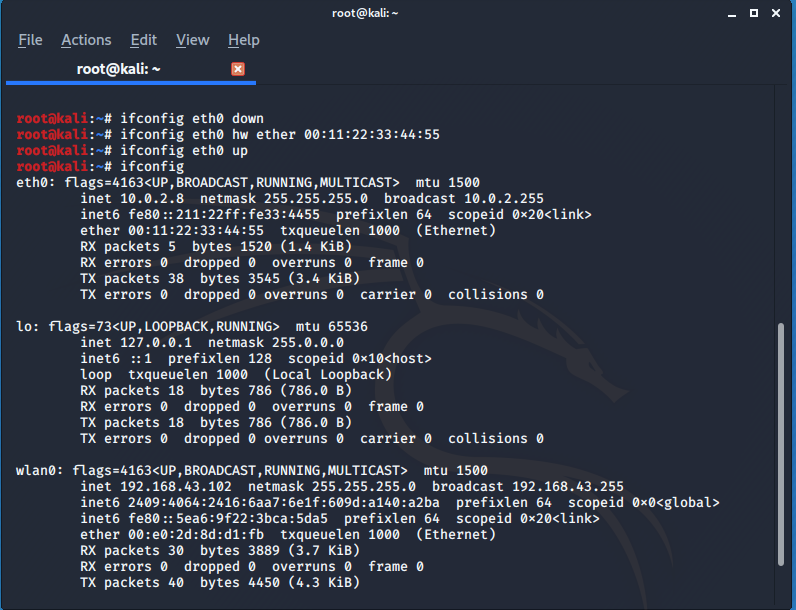 root@kali: ~
File Actions Edit View Help
root@kali: ~
root@kali:~# ifconfig eth0 down
root@kali:~# ifconfig eth0 hw ether 00:11:22:33:44:55
root@kali:~# ifconfig eth0 up
root@kali:~# ifconfig
eth0: flags=4163<UP,BROADCAST,RUNNING,MULTICAST>  mtu 1500
        inet 10.0.2.8  netmask 255.255.255.0  broadcast 10.0.2.255
        inet6 fe80::211:22ff:fe33:4455  prefixlen 64  scopeid 0×20<link>
        ether 00:11:22:33:44:55  txqueuelen 1000  (Ethernet)
        RX packets 5  bytes 1520 (1.4 KiB)
        RX errors 0  dropped 0  overruns 0  frame 0
        TX packets 38  bytes 3545 (3.4 KiB)
        TX errors 0  dropped 0 overruns 0  carrier 0  collisions 0
lo: flags=73<UP,LOOPBACK,RUNNING>  mtu 65536
        inet 127.0.0.1  netmask 255.0.0.0
        inet6 ::1  prefixlen 128  scopeid 0×10<host>
        loop  txqueuelen 1000  (Local Loopback)
        RX packets 18  bytes 786 (786.0 B)
        RX errors 0  dropped 0  overruns 0  frame 0
        TX packets 18  bytes 786 (786.0 B)
        TX errors 0  dropped 0 overruns 0  carrier 0  collisions 0
wlan0: flags=4163<UP,BROADCAST,RUNNING,MULTICAST>  mtu 1500
        inet 192.168.43.102  netmask 255.255.255.0  broadcast 192.168.43.255
        inet6 2409:4064:2416:6aa7:6e1f:609d:a140:a2ba  prefixlen 64  scopeid 0×0<global>
        inet6 fe80::5ea6:9f22:3bca:5da5  prefixlen 64  scopeid 0×20<link>
        ether 00:e0:2d:8d:d1:fb  txqueuelen 1000  (Ethernet)
        RX packets 30  bytes 3889 (3.7 KiB)
        RX errors 0  dropped 0  overruns 0  frame 0
        TX packets 40  bytes 4450 (4.3 KiB)